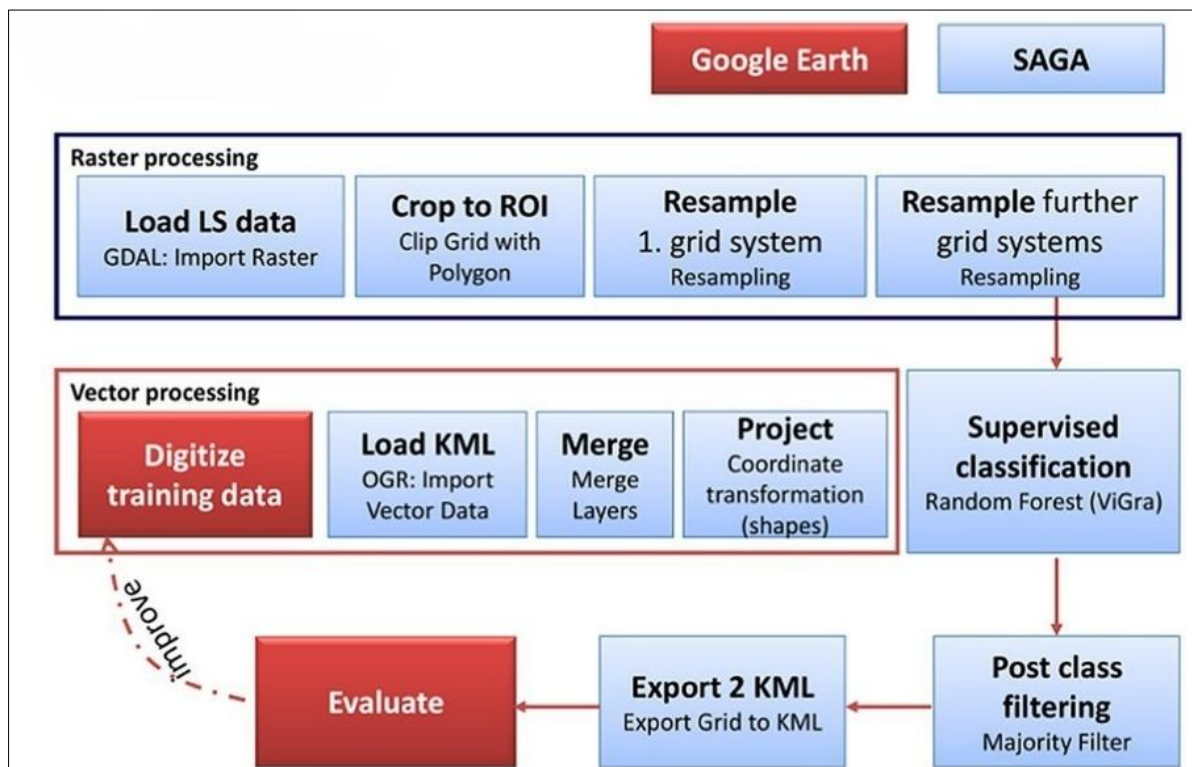 Google Earth
SAGA
Raster processing
Load LS data
GDAL: Import Raster
Crop to ROI
Clip Grid with
Polygon
Resample
1. grid system
Resampling
Resample further
grid systems
Resampling
Vector processing
Digitize
training data
Load KML
OGR: Import
Vector Data
Merge
Merge
Layers
Project
Coordinate
transformation
(shapes)
Supervised
classification
Random Forest (ViGra)
improve
Evaluate
Export 2 KML
Export Grid to KML
Post class
filtering
Majority Filter